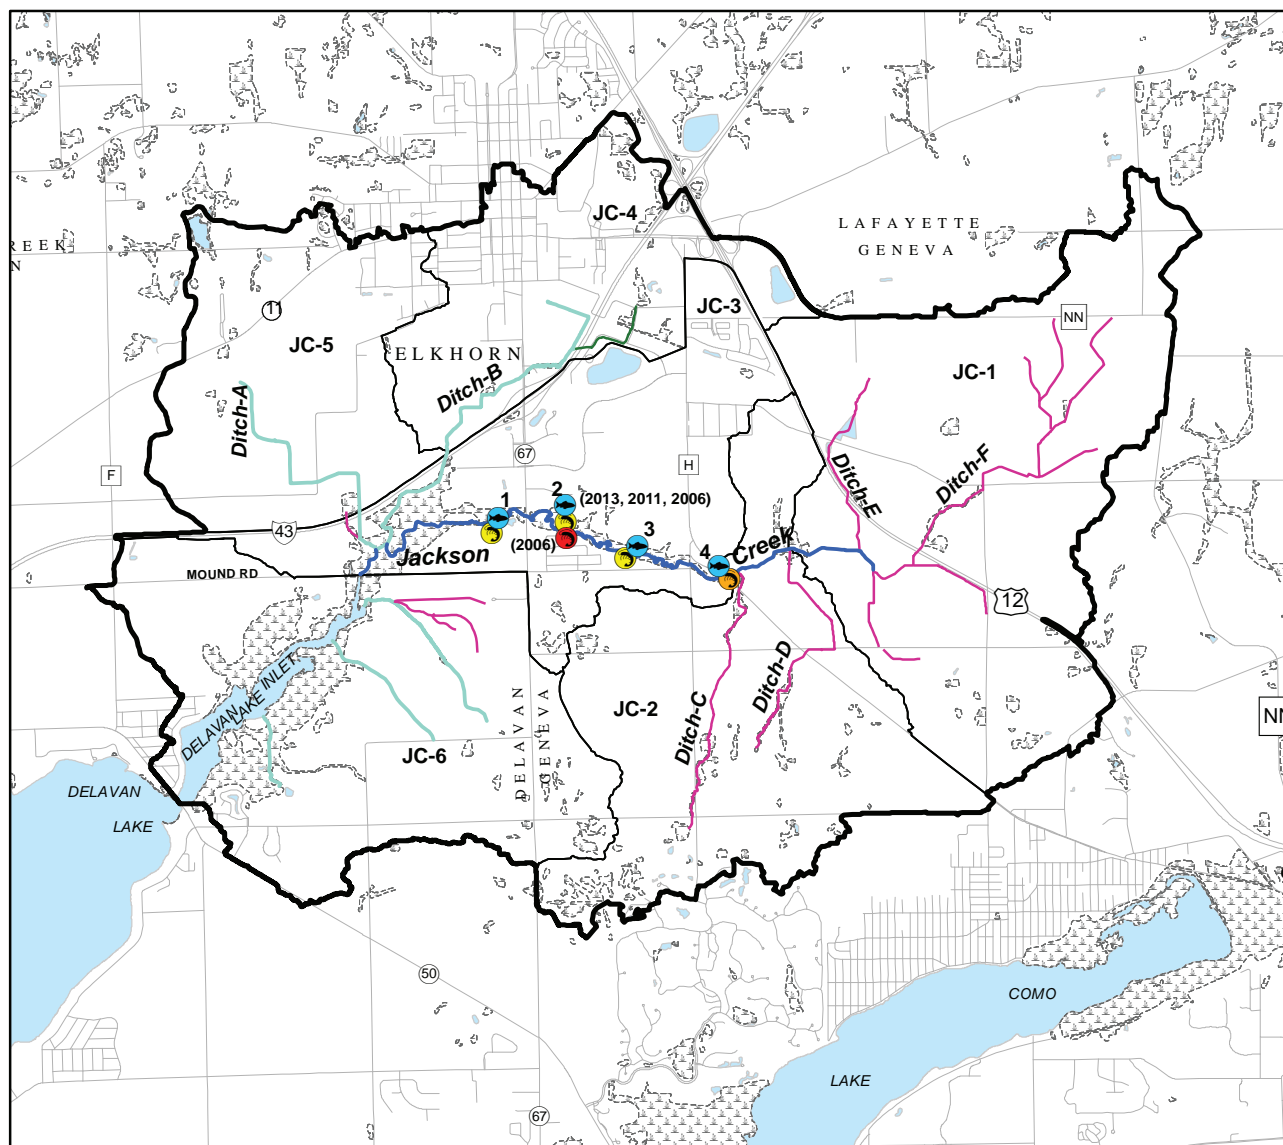 JC-4
LAFAYETTE
GENEVA
REEK
N
11
JC-3
NN
JC-5
ELKHORN
JC-1
Ditch-B
Ditch-A
67
F
H
Ditch-E
Ditch-F
1
2
(2013, 2011, 2006)
43
(2006)
3
Jackson
4
Creek
MOUND RD
12
DELAVAN
LAKE INLET
DELAVAN
GENEVA
JC-2
Ditch-C
Ditch-D
NN
JC-6
DELAVAN
LAKE
50
COMO
LAKE
67